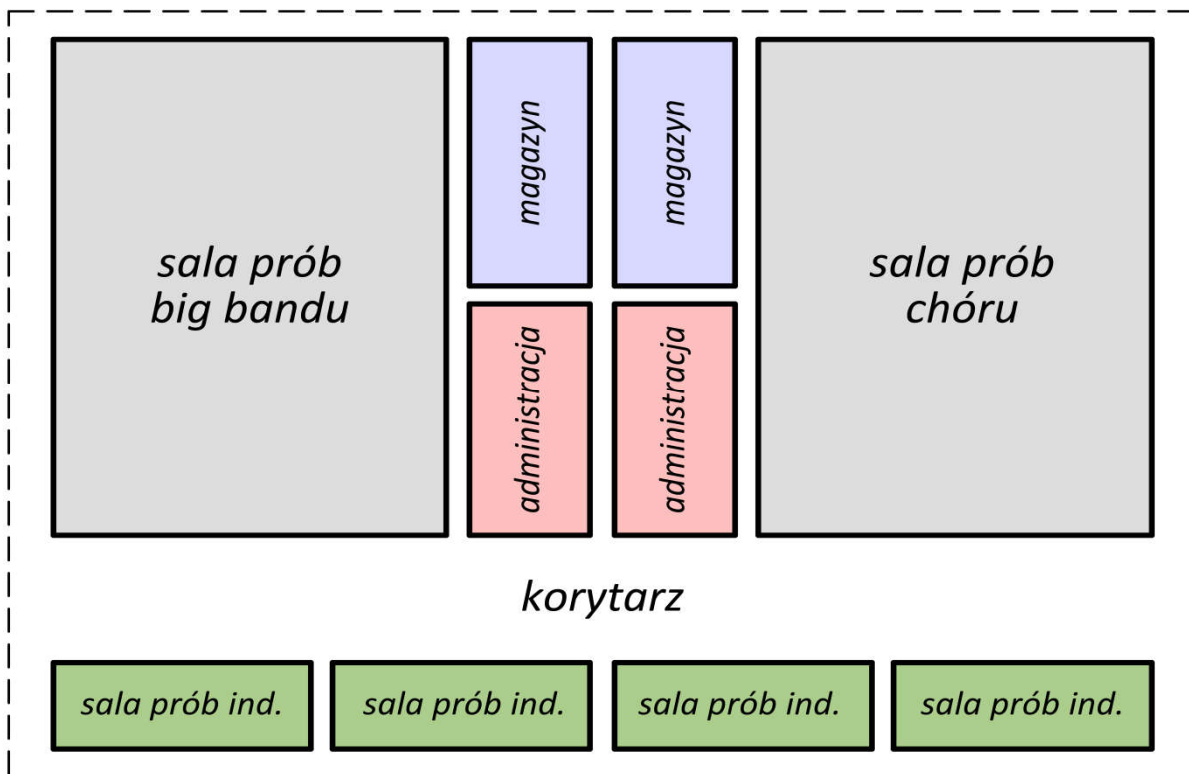 sala prób
big bandu
magazyn
magazyn
administracja
administracja
sala prób
chóru
korytarz
sala prób ind.
sala prób ind.
sala prób ind.
sala prób ind.